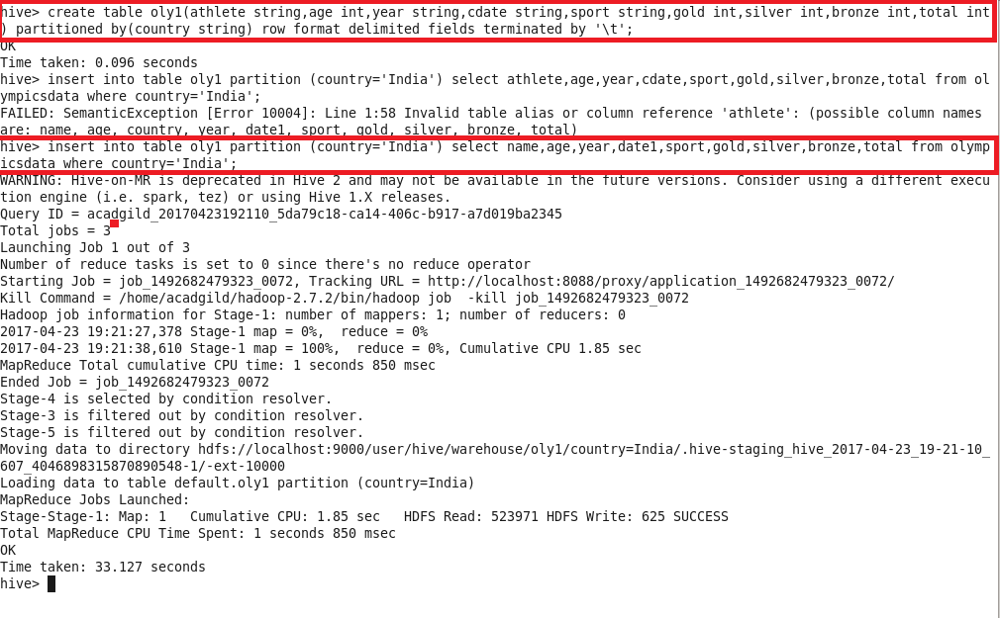 hive> create table oly1(athlete string,age int,year string,cdate string,sport string,gold int,silver int,bronze int,total int
) partitioned by(country string) row format delimited fields terminated by '\t';
OK
Time taken: 0.096 seconds
hive> insert into table oly1 partition (country='India') select athlete,age,year,cdate,sport,gold,silver,bronze,total from ol
ympicsdata where country='India';
FAILED: SemanticException [Error 10004]: Line 1:58 Invalid table alias or column reference 'athlete': (possible column names
are: name, age, country, year, date1, sport, gold, silver, bronze, total)
hive> insert into table oly1 partition (country='India') select name,age,year,date1,sport,gold,silver,bronze,total from olymp
icsdata where country='India';
WARNING: Hive-on-MR is deprecated in Hive 2 and may not be available in the future versions. Consider using a different execu
tion engine (i.e. spark, tez) or using Hive 1.X releases.
Query ID = acadgild_20170423192110_5da79c18-ca14-406c-b917-a7d019ba2345
Total jobs = 3
Launching Job 1 out of 3
Number of reduce tasks is set to 0 since there's no reduce operator
Starting Job = job_1492682479323_0072, Tracking URL = http://localhost:8088/proxy/application_1492682479323_0072/
Kill Command = /home/acadgild/hadoop-2.7.2/bin/hadoop job  -kill job_1492682479323_0072
Hadoop job information for Stage-1: number of mappers: 1; number of reducers: 0
2017-04-23 19:21:27,378 Stage-1 map = 0%,  reduce = 0%
2017-04-23 19:21:38,610 Stage-1 map = 100%,  reduce = 0%, Cumulative CPU 1.85 sec
MapReduce Total cumulative CPU time: 1 seconds 850 msec
Ended Job = job_1492682479323_0072
Stage-4 is selected by condition resolver.
Stage-3 is filtered out by condition resolver.
Stage-5 is filtered out by condition resolver.
Moving data to directory hdfs://localhost:9000/user/hive/warehouse/oly1/country=India/.hive-staging_hive_2017-04-23_19-21-10_
607_4046898315870890548-1/-ext-10000
Loading data to table default.oly1 partition (country=India)
MapReduce Jobs Launched:
Stage-Stage-1: Map: 1   Cumulative CPU: 1.85 sec   HDFS Read: 523971 HDFS Write: 625 SUCCESS
Total MapReduce CPU Time Spent: 1 seconds 850 msec
OK
Time taken: 33.127 seconds
hive>